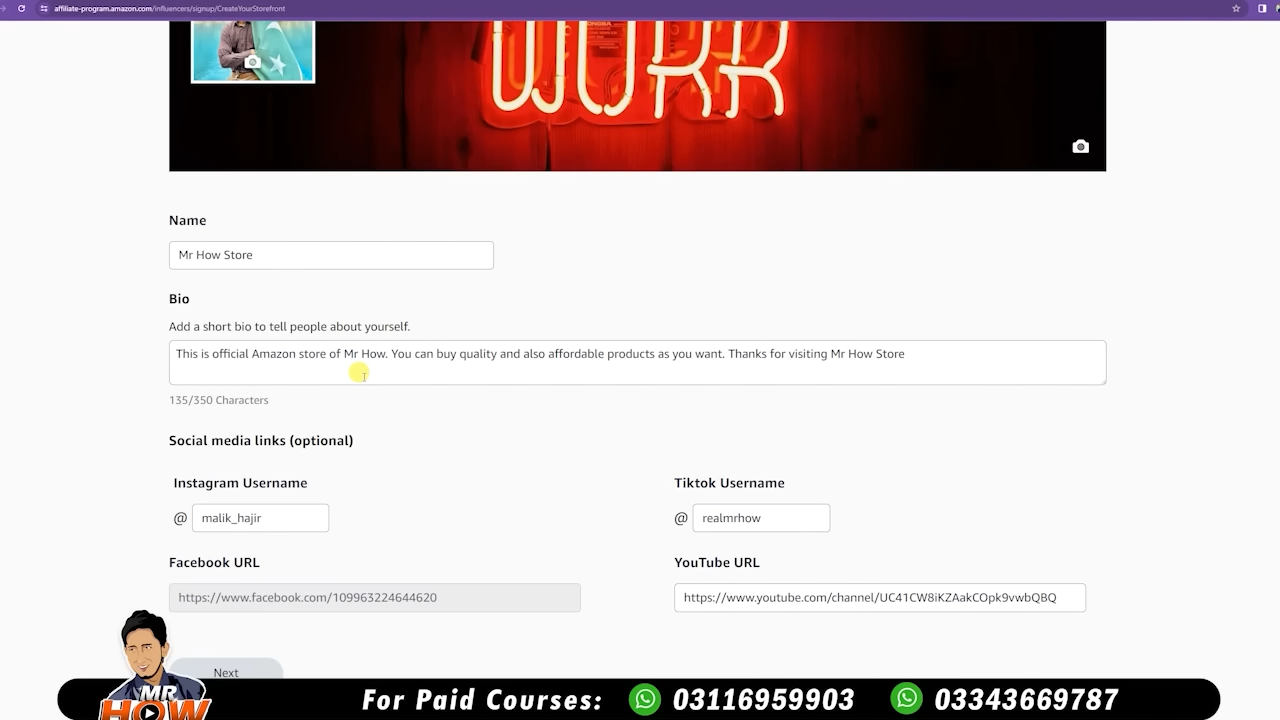 affiliate-program.amazon.com/influencers/signup/CreateYourStorefront
WORK
Name
Mr How Store
Bio
Add a short bio to tell people about yourself.
This is official Amazon store of Mr How. You can buy quality and also affordable products as you want. Thanks for visiting Mr How Store
135/350 Characters
Social media links (optional)
Instagram Username
Tiktok Username
@ malik_hajir
@ realmrhow
Facebook URL
YouTube URL
https://www.facebook.com/109963224644620
https://www.youtube.com/channel/UC41CW8iKZAakCOpk9vwbQBQ
Next
MR
HOW
For Paid Courses: 03116959903 03343669787